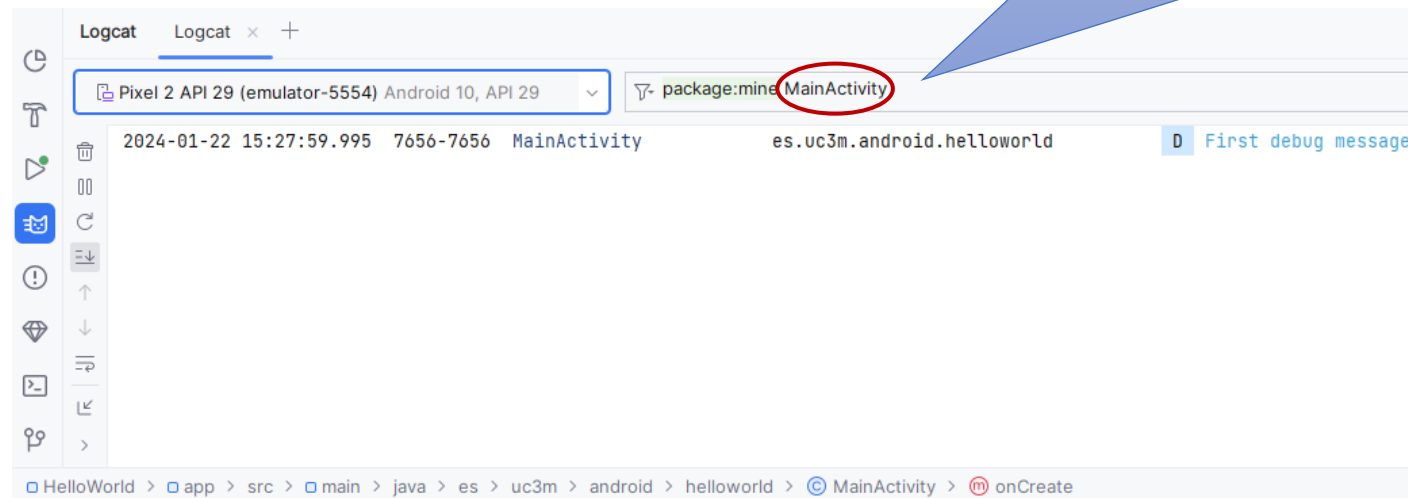 Logcat Logcat
Pixel 2 API 29 (emulator-5554) Android 10, API 29 package:mine MainActivity
2024-01-22 15:27:59.995 7656-7656 MainActivity es.uc3m.android.helloworld D First debug message
HelloWorld > app > src > main > java > es > uc3m > android > helloworld > MainActivity > onCreate